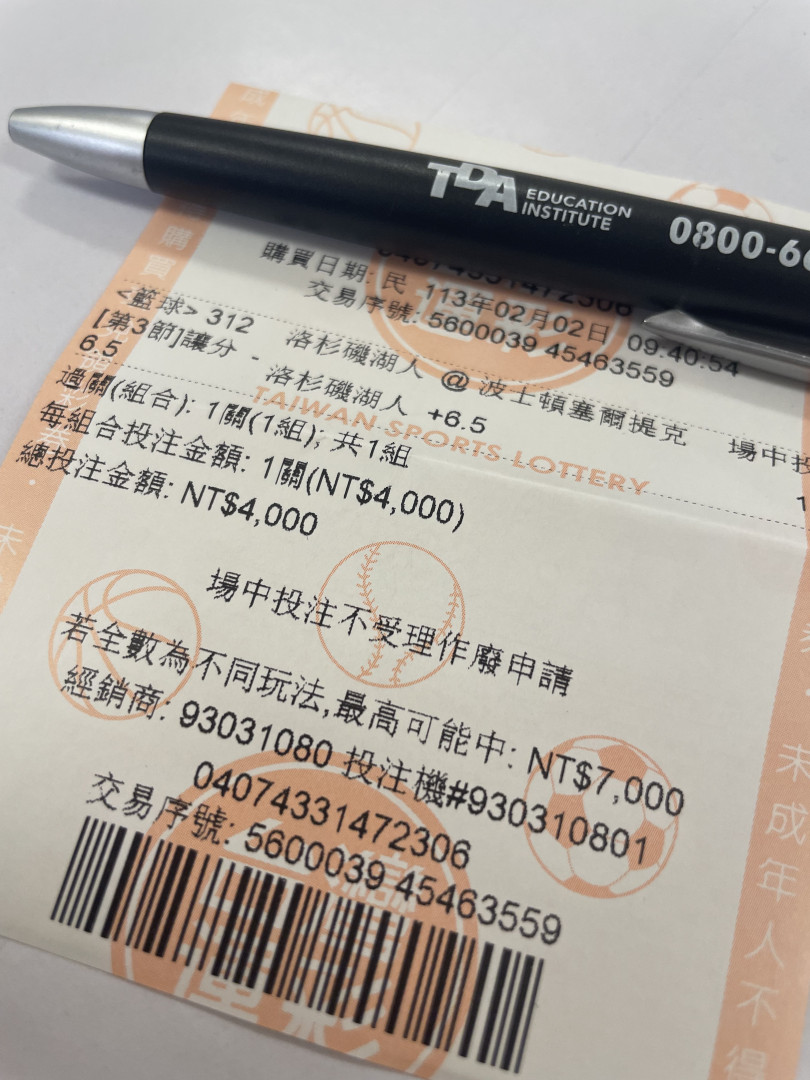 TDA EDUCATION
INSTITUTE
0800-6
購買日期: 民 113年02月02日 09:40:54
交易序號: 5600039 45463559
<籃球> 312 洛杉磯湖人 @ 波士頓塞爾提克 場中投
[第3節]讓分 - 洛杉磯湖人 +6.5
6.5
TAIWAN SPORTS LOTTERY
過關(組合): 1關(1組); 共1組
每組合投注金額: 1關(NT$4,000)
總投注金額: NT$4,000
場中投注不受理作廢申請
若全數為不同玩法,最高可能中: NT$7,000
經銷商: 93031080 投注機#930310801
04074331472306
交易序號: 5600039 45463559
購買
未成年人不得